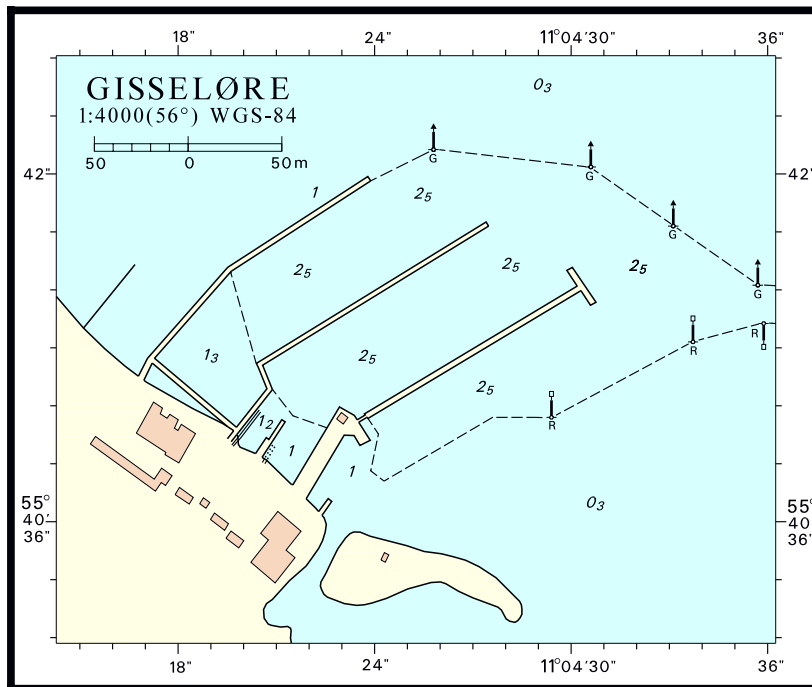 18" 24" 11°04'30" 36"
GISSELØRE
0₃
1:4000(56°) WGS-84
50 0 50m
G
G
42" 42"
1 2₅
G
2₅ 2₅ 2₅
G
R R
1₃ 2₅
2₅
1₂ R
1 1
0₃
55° 55°
40' 40'
36" 36"
18" 24" 11°04'30" 36"